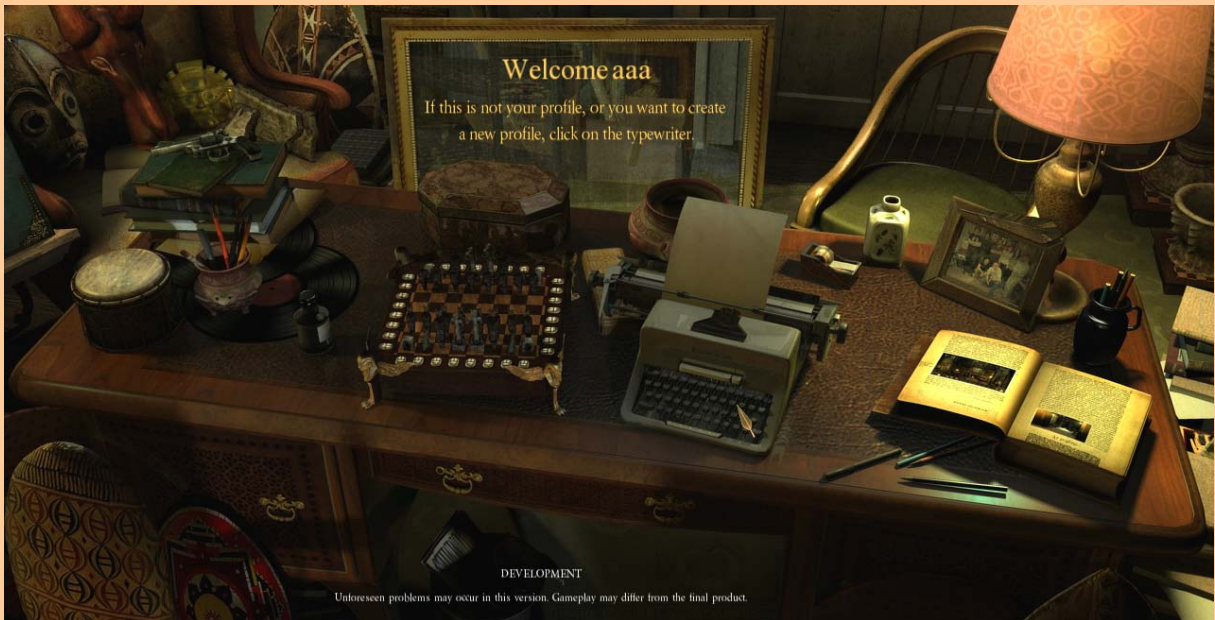 Welcome aaa
If this is not your profile, or you want to create
a new profile, click on the typewriter.
DEVELOPMENT
Unforeseen problems may occur in this version. Gameplay may differ from the final product.